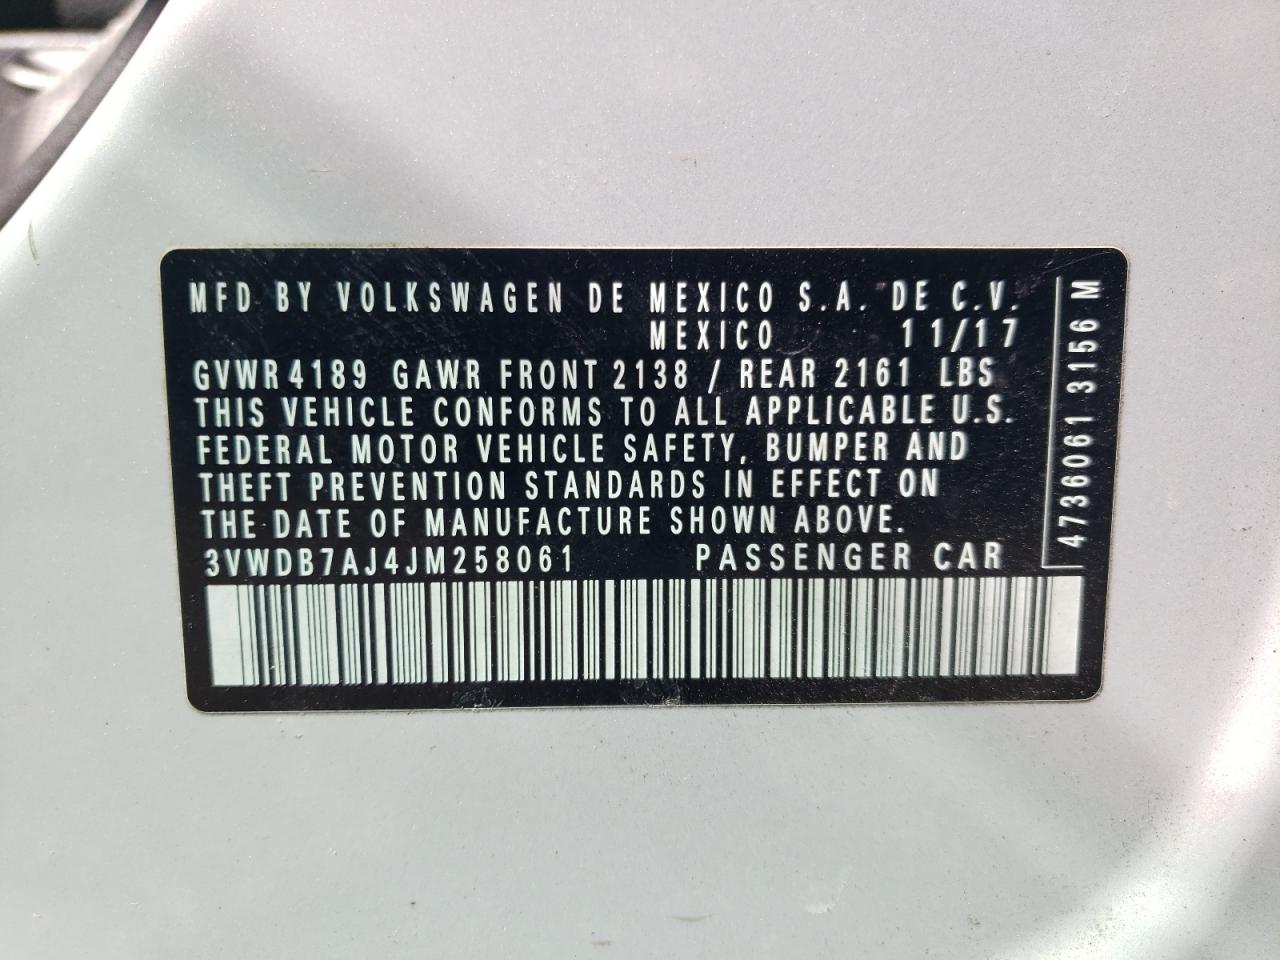 MFD BY VOLKSWAGEN DE MEXICO S.A. DE C.V.
MEXICO 11/17
GVWR 4189 GAWR FRONT 2138 / REAR 2161 LBS
THIS VEHICLE CONFORMS TO ALL APPLICABLE U.S.
FEDERAL MOTOR VEHICLE SAFETY, BUMPER AND
THEFT PREVENTION STANDARDS IN EFFECT ON
THE DATE OF MANUFACTURE SHOWN ABOVE.
3VWDB7AJ4JM258061 PASSENGER CAR
4736061 3156 M